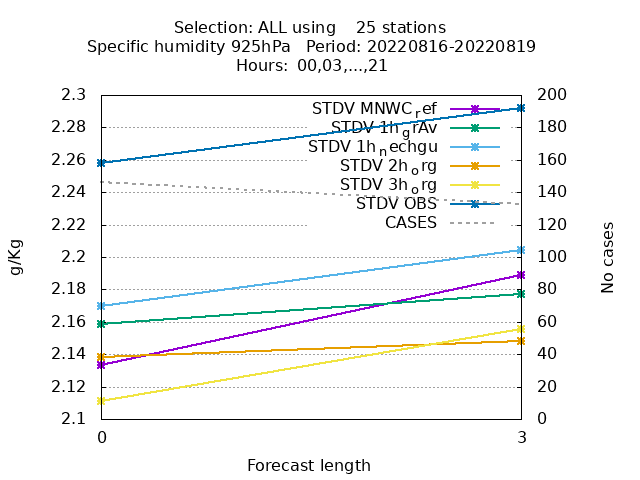 Selection: ALL using    25 stations
Specific humidity 925hPa   Period: 20220816-20220819
Hours: 00,03,...,21
2.3
2.28
2.26
2.24
2.22
2.2
2.18
2.16
2.14
2.12
2.1
g/Kg
STDV MNWC_ref
STDV 1h_grAv
STDV 1h_nechgu
STDV 2h_org
STDV 3h_org
STDV OBS
CASES
200
180
160
140
120
100
80
60
40
20
0
No cases
0 3
Forecast length